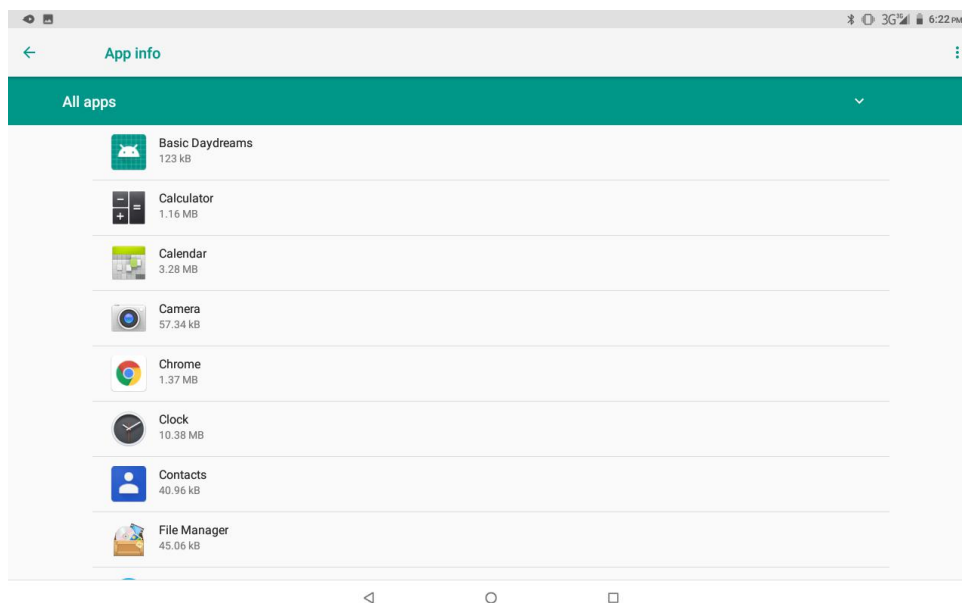 3G 3G 6:22 PM
App info
All apps
Basic Daydreams
123 kB
Calculator
1.16 MB
Calendar
3.28 MB
Camera
57.34 kB
Chrome
1.37 MB
Clock
10.38 MB
Contacts
40.96 kB
File Manager
45.06 kB